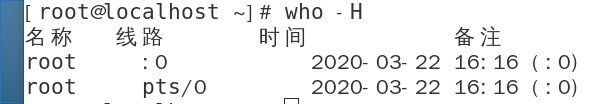 [root@localhost ~]# who -H
名称 线路 时间 备注
root :0 2020-03-22 16:16 (:0)
root pts/0 2020-03-22 16:16 (:0)